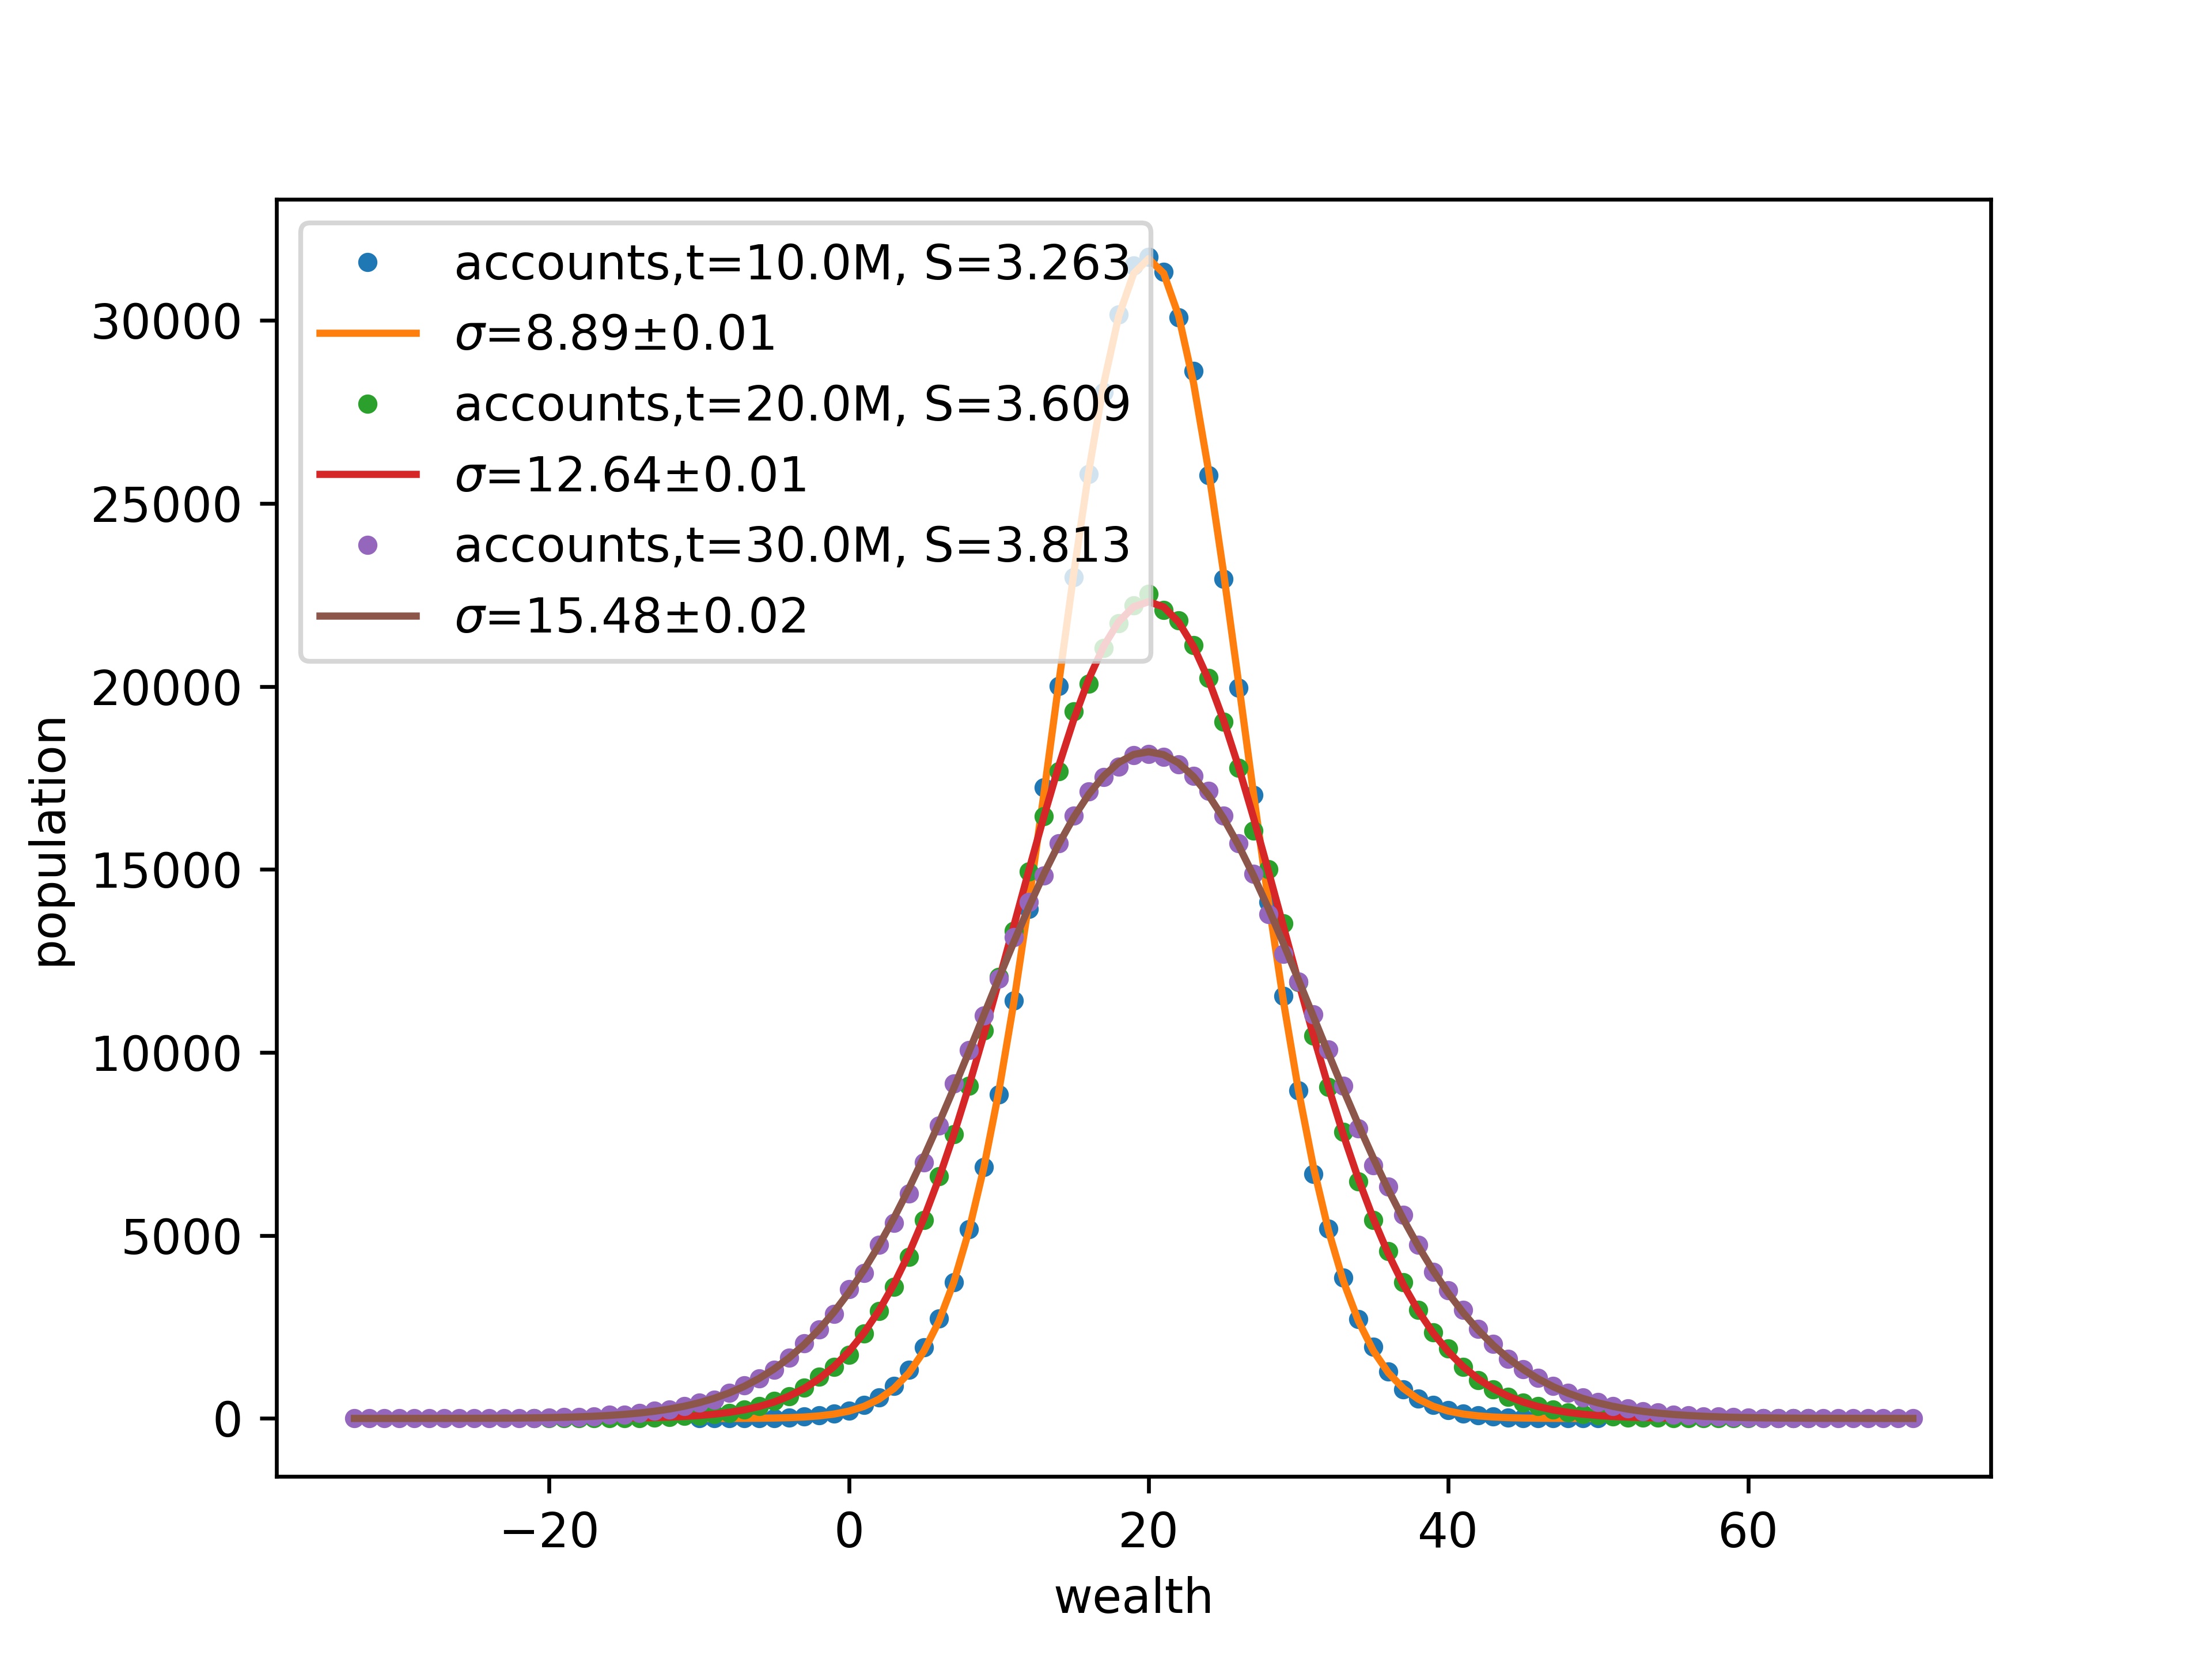 accounts,t=10.0M, S=3.263
σ=8.89±0.01
accounts,t=20.0M, S=3.609
σ=12.64±0.01
accounts,t=30.0M, S=3.813
σ=15.48±0.02
30000
25000
20000
15000
10000
5000
0
population
−20 0 20 40 60
wealth